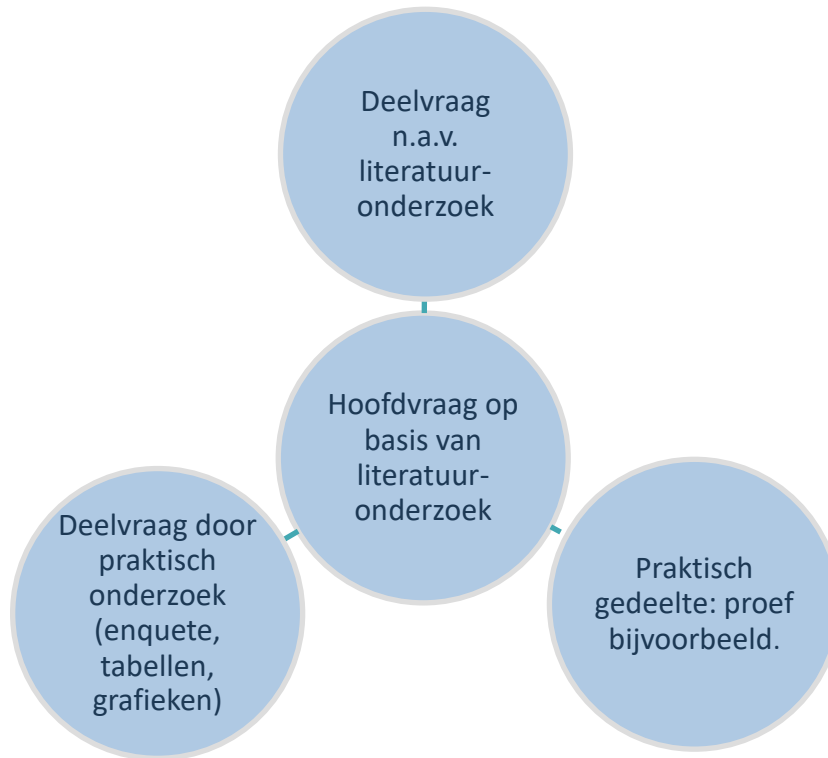 Deelvraag
n.a.v.
literatuur-
onderzoek
Hoofdvraag op
basis van
literatuur-
onderzoek
Deelvraag door
praktisch
onderzoek
(enquete,
tabellen,
grafieken)
Praktisch
gedeelte: proef
bijvoorbeeld.